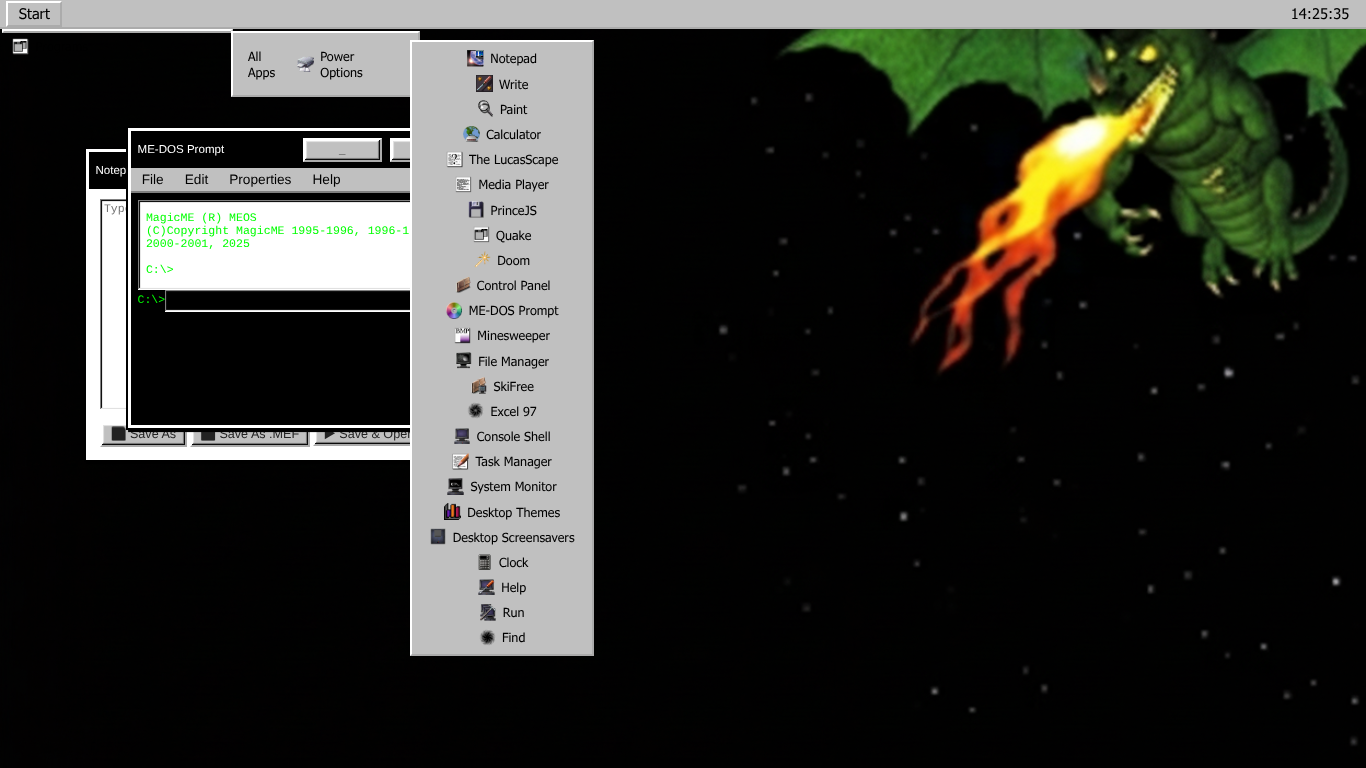 Start
14:25:35
All
Apps
Power
Options
Notepad
Write
Paint
Calculator
The LucasScape
Media Player
PrinceJS
Quake
Doom
Control Panel
ME-DOS Prompt
Minesweeper
File Manager
SkiFree
Excel 97
Console Shell
Task Manager
System Monitor
Desktop Themes
Desktop Screensavers
Clock
Help
Run
Find
ME-DOS Prompt
_
File Edit Properties Help
MagicME (R) MEOS
(C)Copyright MagicME 1995-1996, 1996-1
2000-2001, 2025
C:\>
C:\>
Notep
Typ
Save As
Save As .MEF
Save & Oper